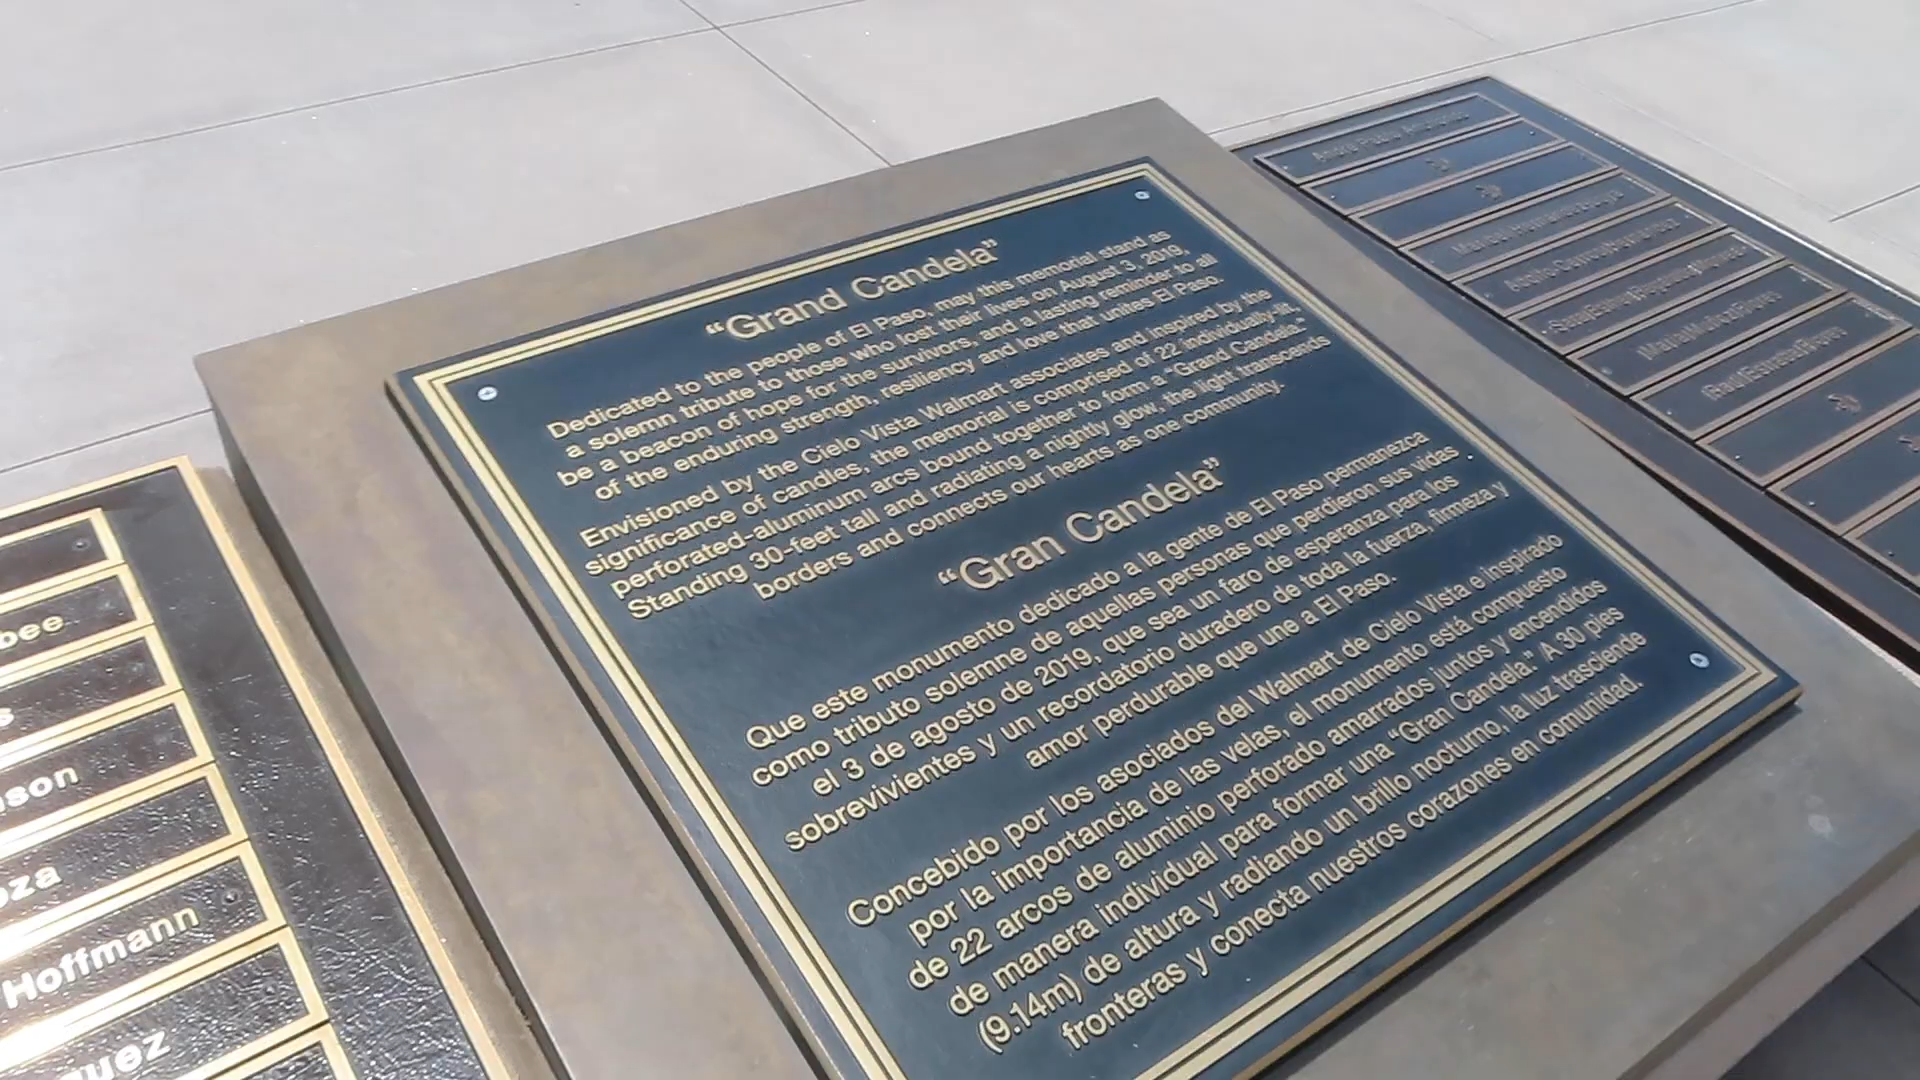 “Grand Candela”
Dedicated to the people of El Paso, may this memorial stand as
a solemn tribute to those who lost their lives on August 3, 2019,
be a beacon of hope for the survivors, and a lasting reminder to all
of the enduring strength, resiliency and love that unites El Paso.
Envisioned by the Cielo Vista Walmart associates and inspired by the
significance of candles, the memorial is comprised of 22 individually-lit,
perforated-aluminum arcs bound together to form a “Grand Candela.”
Standing 30-feet tall and radiating a nightly glow, the light transcends
borders and connects our hearts as one community.
“Gran Candela”
Que este monumento dedicado a la gente de El Paso permanezca
como tributo solemne de aquellas personas que perdieron sus vidas
el 3 de agosto de 2019, que sea un faro de esperanza para los
sobrevivientes y un recordatorio duradero de toda la fuerza, firmeza y
amor perdurable que une a El Paso.
Concebido por los asociados del Walmart de Cielo Vista e inspirado
por la importancia de las velas, el monumento está compuesto
de 22 arcos de aluminio perforado amarrados juntos y encendidos
de manera individual para formar una “Gran Candela.” A 30 pies
(9.14m) de altura y radiando un brillo nocturno, la luz trasciende
fronteras y conecta nuestros corazones en comunidad.
Hoffmann